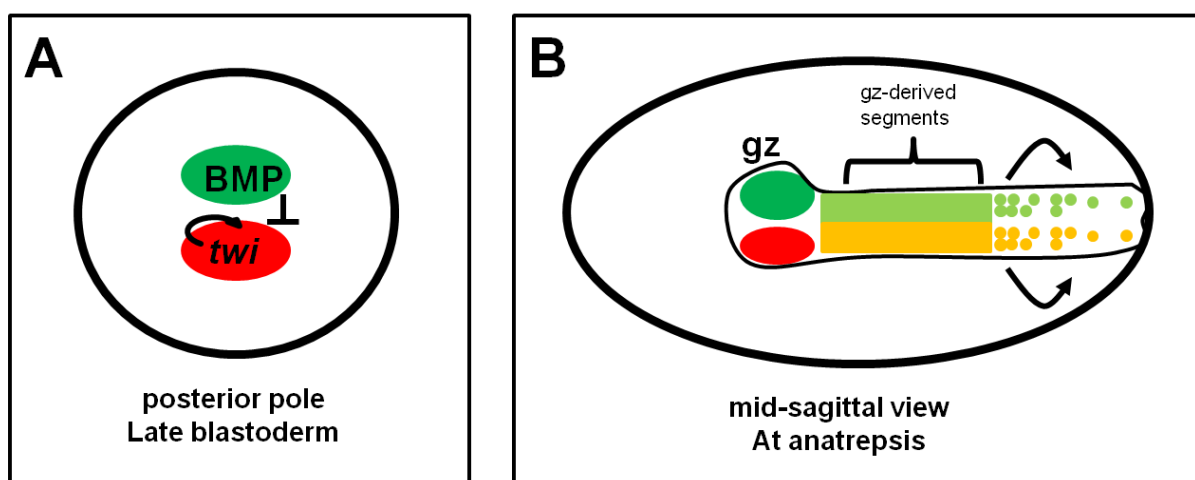 A
BMP
twi
posterior pole
Late blastoderm
B
gz-derived
segments
gz
mid-sagittal view
At anatrepsis